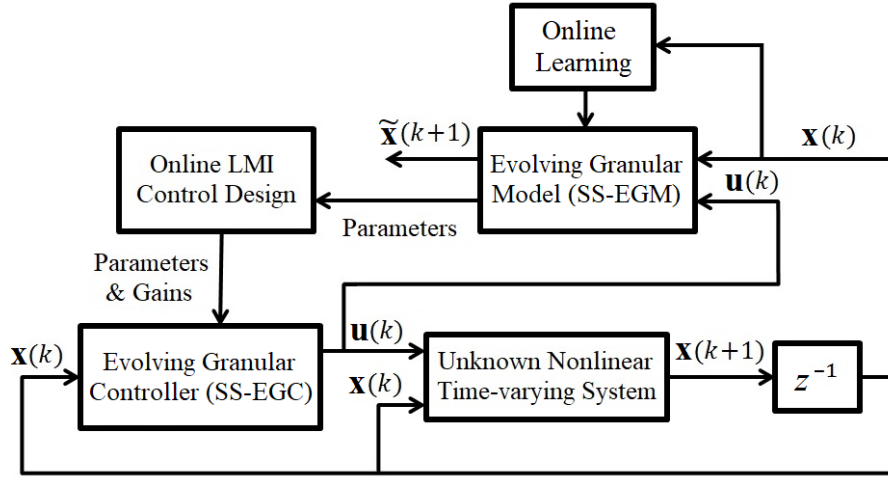 Online
Learning
x̃(k+1)
x(k)
Online LMI
Control Design
Evolving Granular
Model (SS-EGM)
u(k)
Parameters
Parameters
& Gains
x(k)
u(k)
Evolving Granular
Controller (SS-EGC)
x(k)
Unknown Nonlinear
Time-varying System
x(k+1)
z⁻¹